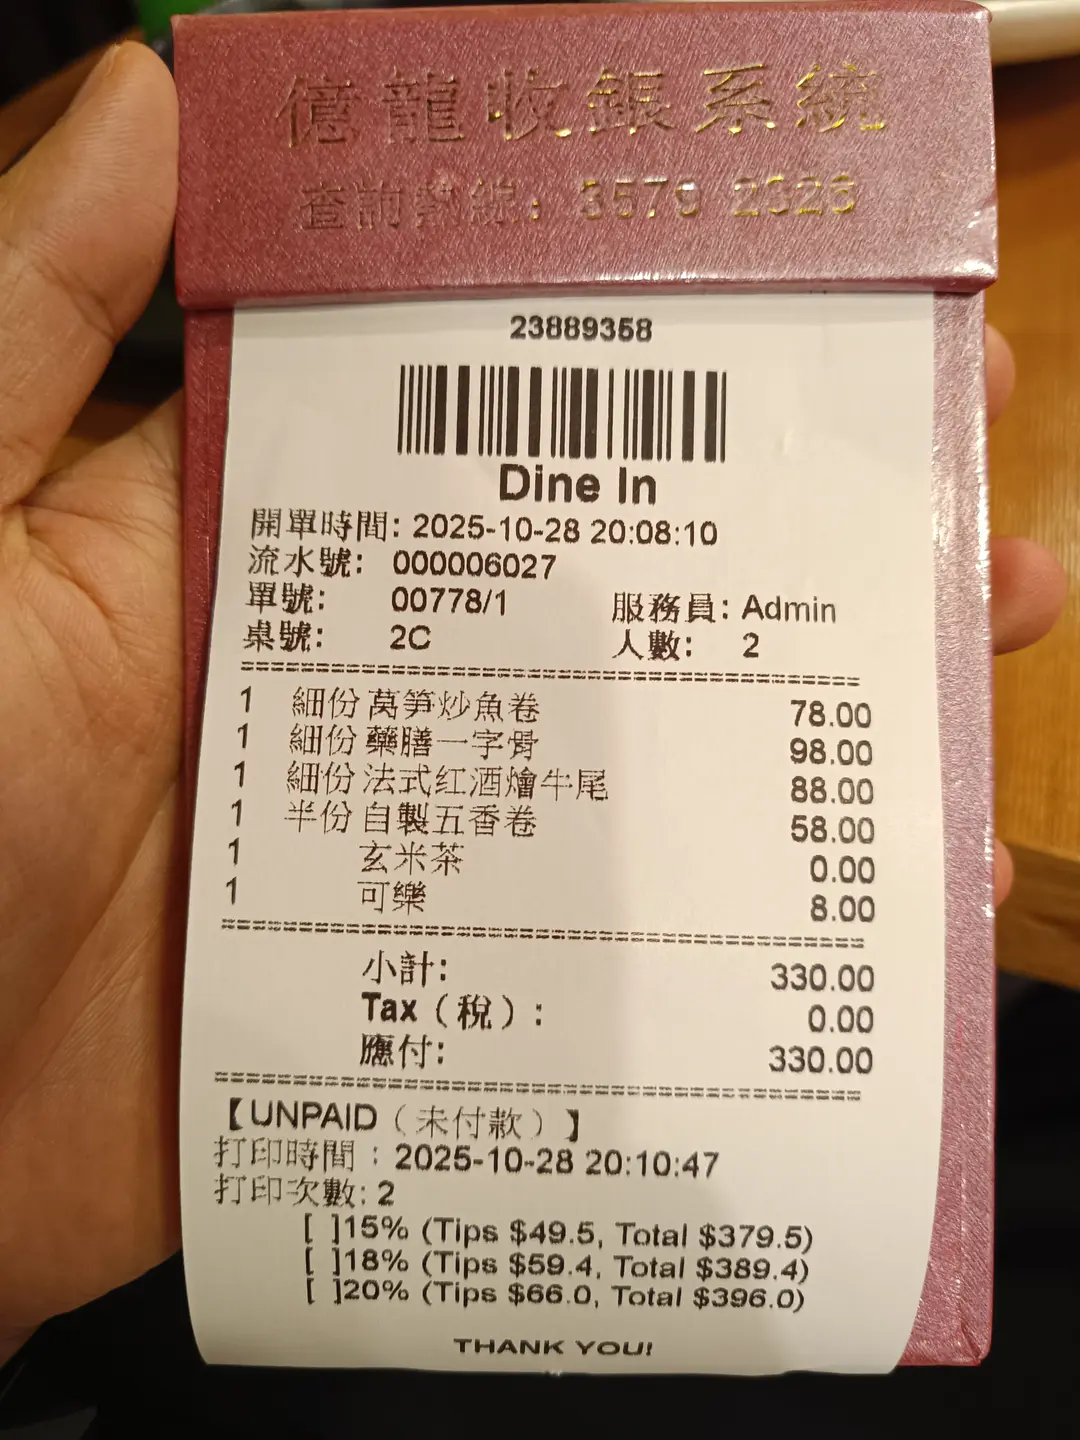 億龍收銀系統
查詢熱線: 3579 2323
23889358
Dine In
開單時間: 2025-10-28 20:08:10
流水號: 000006027
單號: 00778/1 服務員: Admin
桌號: 2C 人數: 2
1 細份 萵笋炒魚卷 78.00
1 細份 藥膳一字骨 98.00
1 細份 法式红酒燴牛尾 88.00
1 半份 自製五香卷 58.00
1 玄米茶 0.00
1 可樂 8.00
小計: 330.00
Tax（稅）: 0.00
應付: 330.00
【UNPAID（未付款）】
打印時間：2025-10-28 20:10:47
打印次數: 2
[ ]15% (Tips $49.5, Total $379.5)
[ ]18% (Tips $59.4, Total $389.4)
[ ]20% (Tips $66.0, Total $396.0)
THANK YOU!